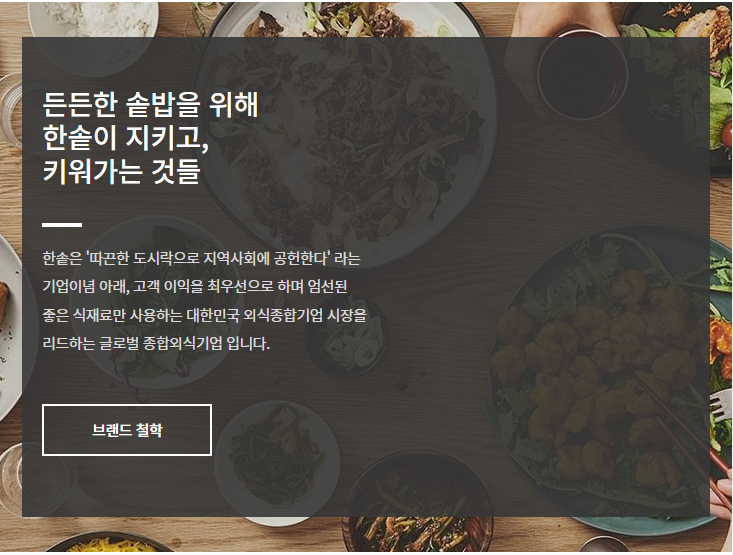 든든한 솥밥을 위해
한솥이 지키고,
키워가는 것들
한솥은 '따끈한 도시락으로 지역사회에 공헌한다' 라는
기업이념 아래, 고객 이익을 최우선으로 하며 엄선된
좋은 식재료만 사용하는 대한민국 외식종합기업 시장을
리드하는 글로벌 종합외식기업 입니다.
브랜드 철학